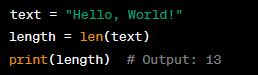 text = "Hello, World!"
length = len(text)
print(length)  # Output: 13